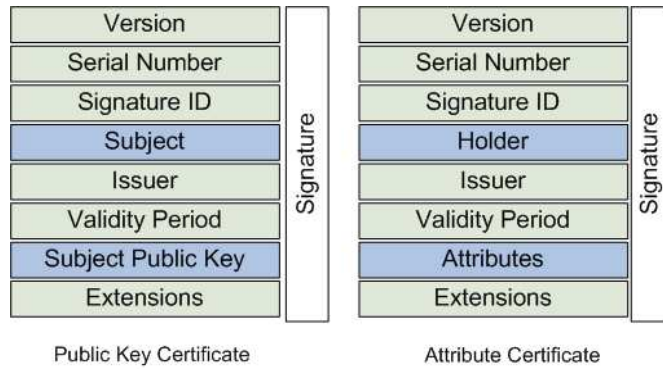 Version
Serial Number
Signature ID
Subject
Issuer
Validity Period
Subject Public Key
Extensions
Signature
Public Key Certificate
Version
Serial Number
Signature ID
Holder
Issuer
Validity Period
Attributes
Extensions
Signature
Attribute Certificate